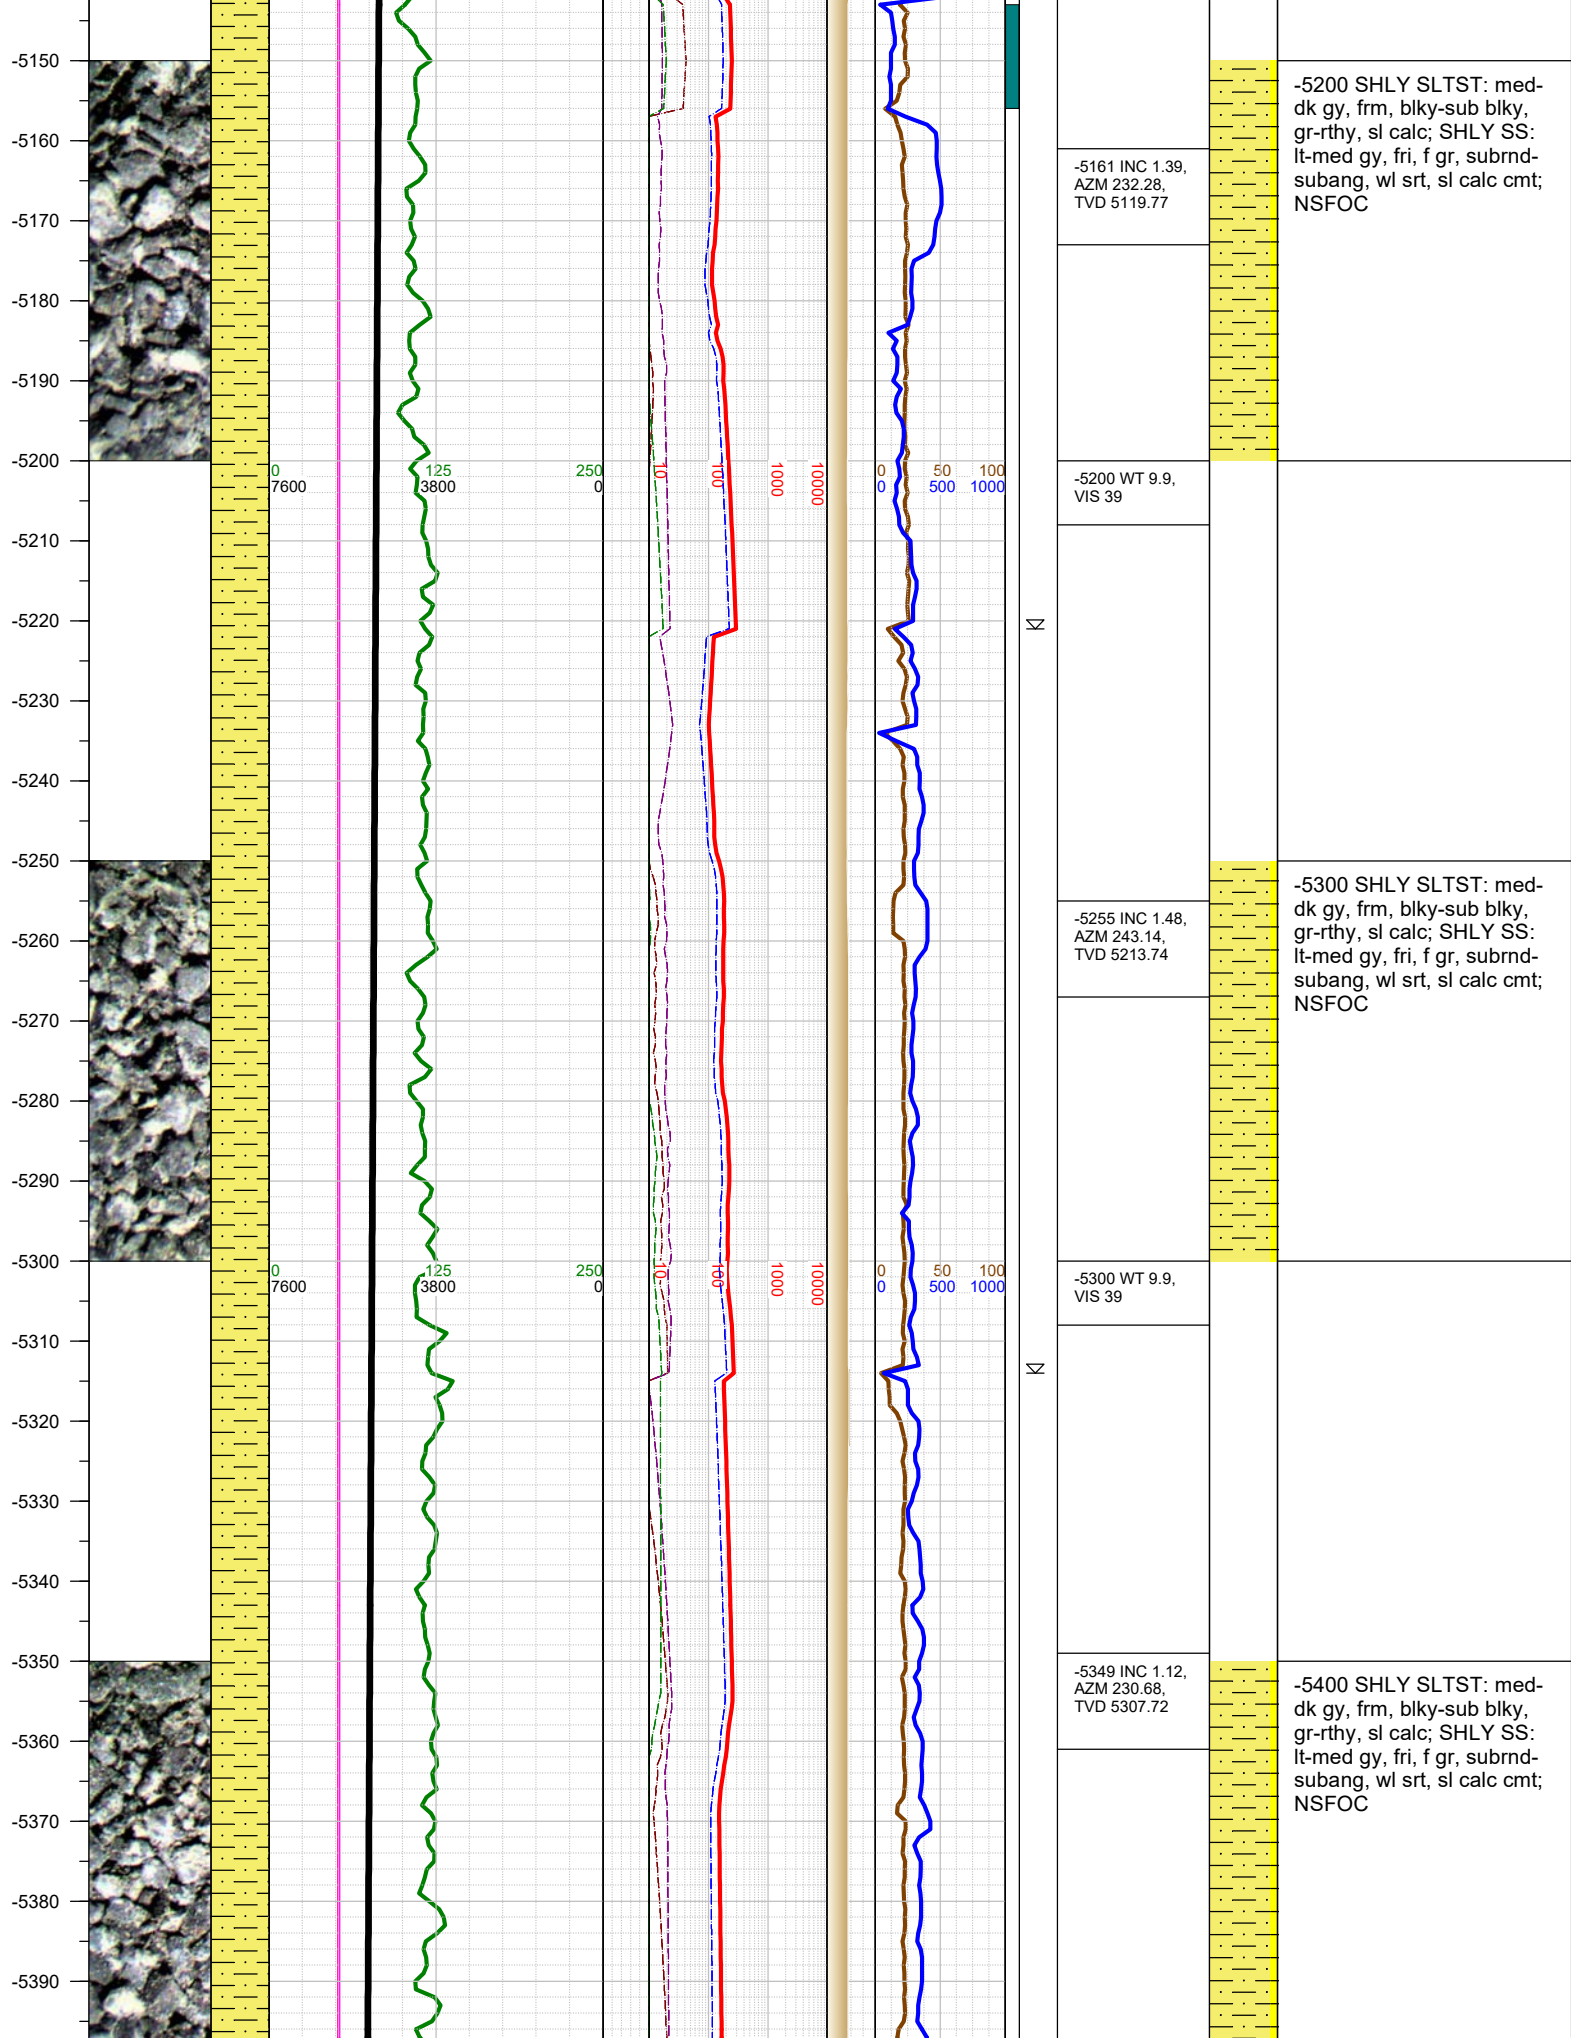 -5150
-5160
-5170
-5180
-5190
-5200
-5210
-5220
-5230
-5240
-5250
-5260
-5270
-5280
-5290
-5300
-5310
-5320
-5330
-5340
-5350
-5360
-5370
-5380
-5390
0 125 250
7600 3800 0
10 100 1000 10000
0 50 100
0 500 1000
0 125 250
7600 3800 0
10 100 1000 10000
0 50 100
0 500 1000
-5161 INC 1.39,
AZM 232.28,
TVD 5119.77
-5200 WT 9.9,
VIS 39
-5255 INC 1.48,
AZM 243.14,
TVD 5213.74
-5300 WT 9.9,
VIS 39
-5349 INC 1.12,
AZM 230.68,
TVD 5307.72
-5200 SHLY SLTST: med-
dk gy, frm, blky-sub blky,
gr-rthy, sl calc; SHLY SS:
lt-med gy, fri, f gr, subrnd-
subang, wl srt, sl calc cmt;
NSFOC
-5300 SHLY SLTST: med-
dk gy, frm, blky-sub blky,
gr-rthy, sl calc; SHLY SS:
lt-med gy, fri, f gr, subrnd-
subang, wl srt, sl calc cmt;
NSFOC
-5400 SHLY SLTST: med-
dk gy, frm, blky-sub blky,
gr-rthy, sl calc; SHLY SS:
lt-med gy, fri, f gr, subrnd-
subang, wl srt, sl calc cmt;
NSFOC